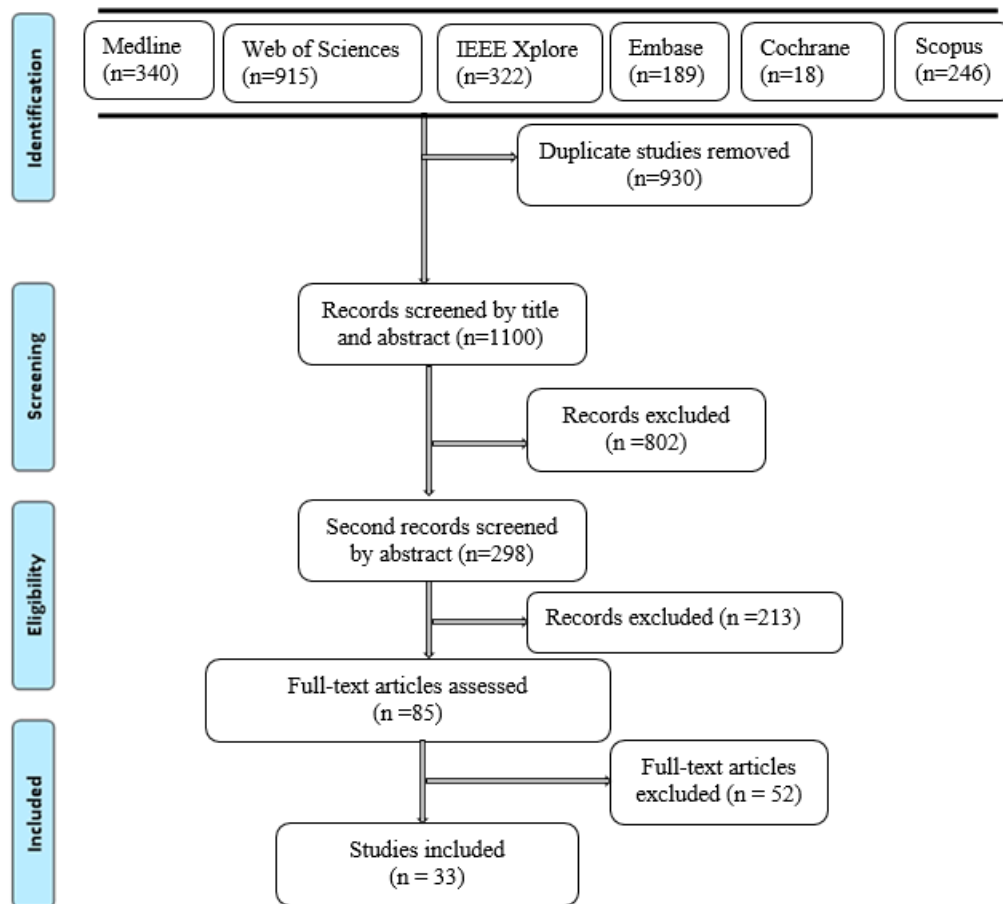 Identification
Medline
(n=340)
Web of Sciences
(n=915)
IEEE Xplore
(n=322)
Embase
(n=189)
Cochrane
(n=18)
Scopus
(n=246)
Duplicate studies removed
(n=930)
Screening
Records screened by title
and abstract (n=1100)
Records excluded
(n =802)
Eligibility
Second records screened
by abstract (n=298)
Records excluded (n =213)
Full-text articles assessed
(n =85)
Included
Full-text articles
excluded (n = 52)
Studies included
(n = 33)